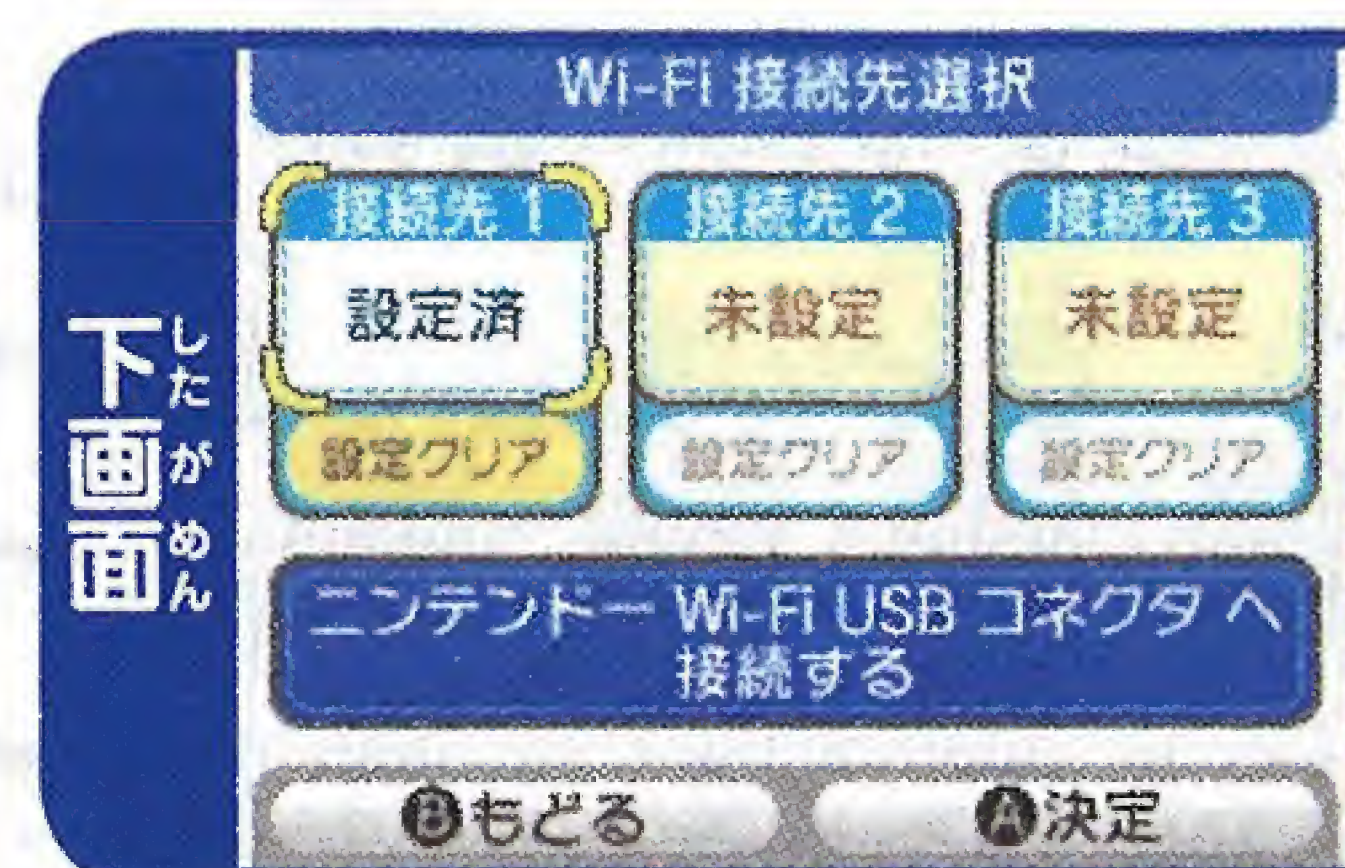 下画面
したがめん
Wi-Fi 接続先選択
接続先 1
接続先 2
接続先 3
設定済
未設定
未設定
設定クリア
設定クリア
設定クリア
ニンテンドー Wi-Fi USB コネクタ へ
接続する
Bもどる
A決定